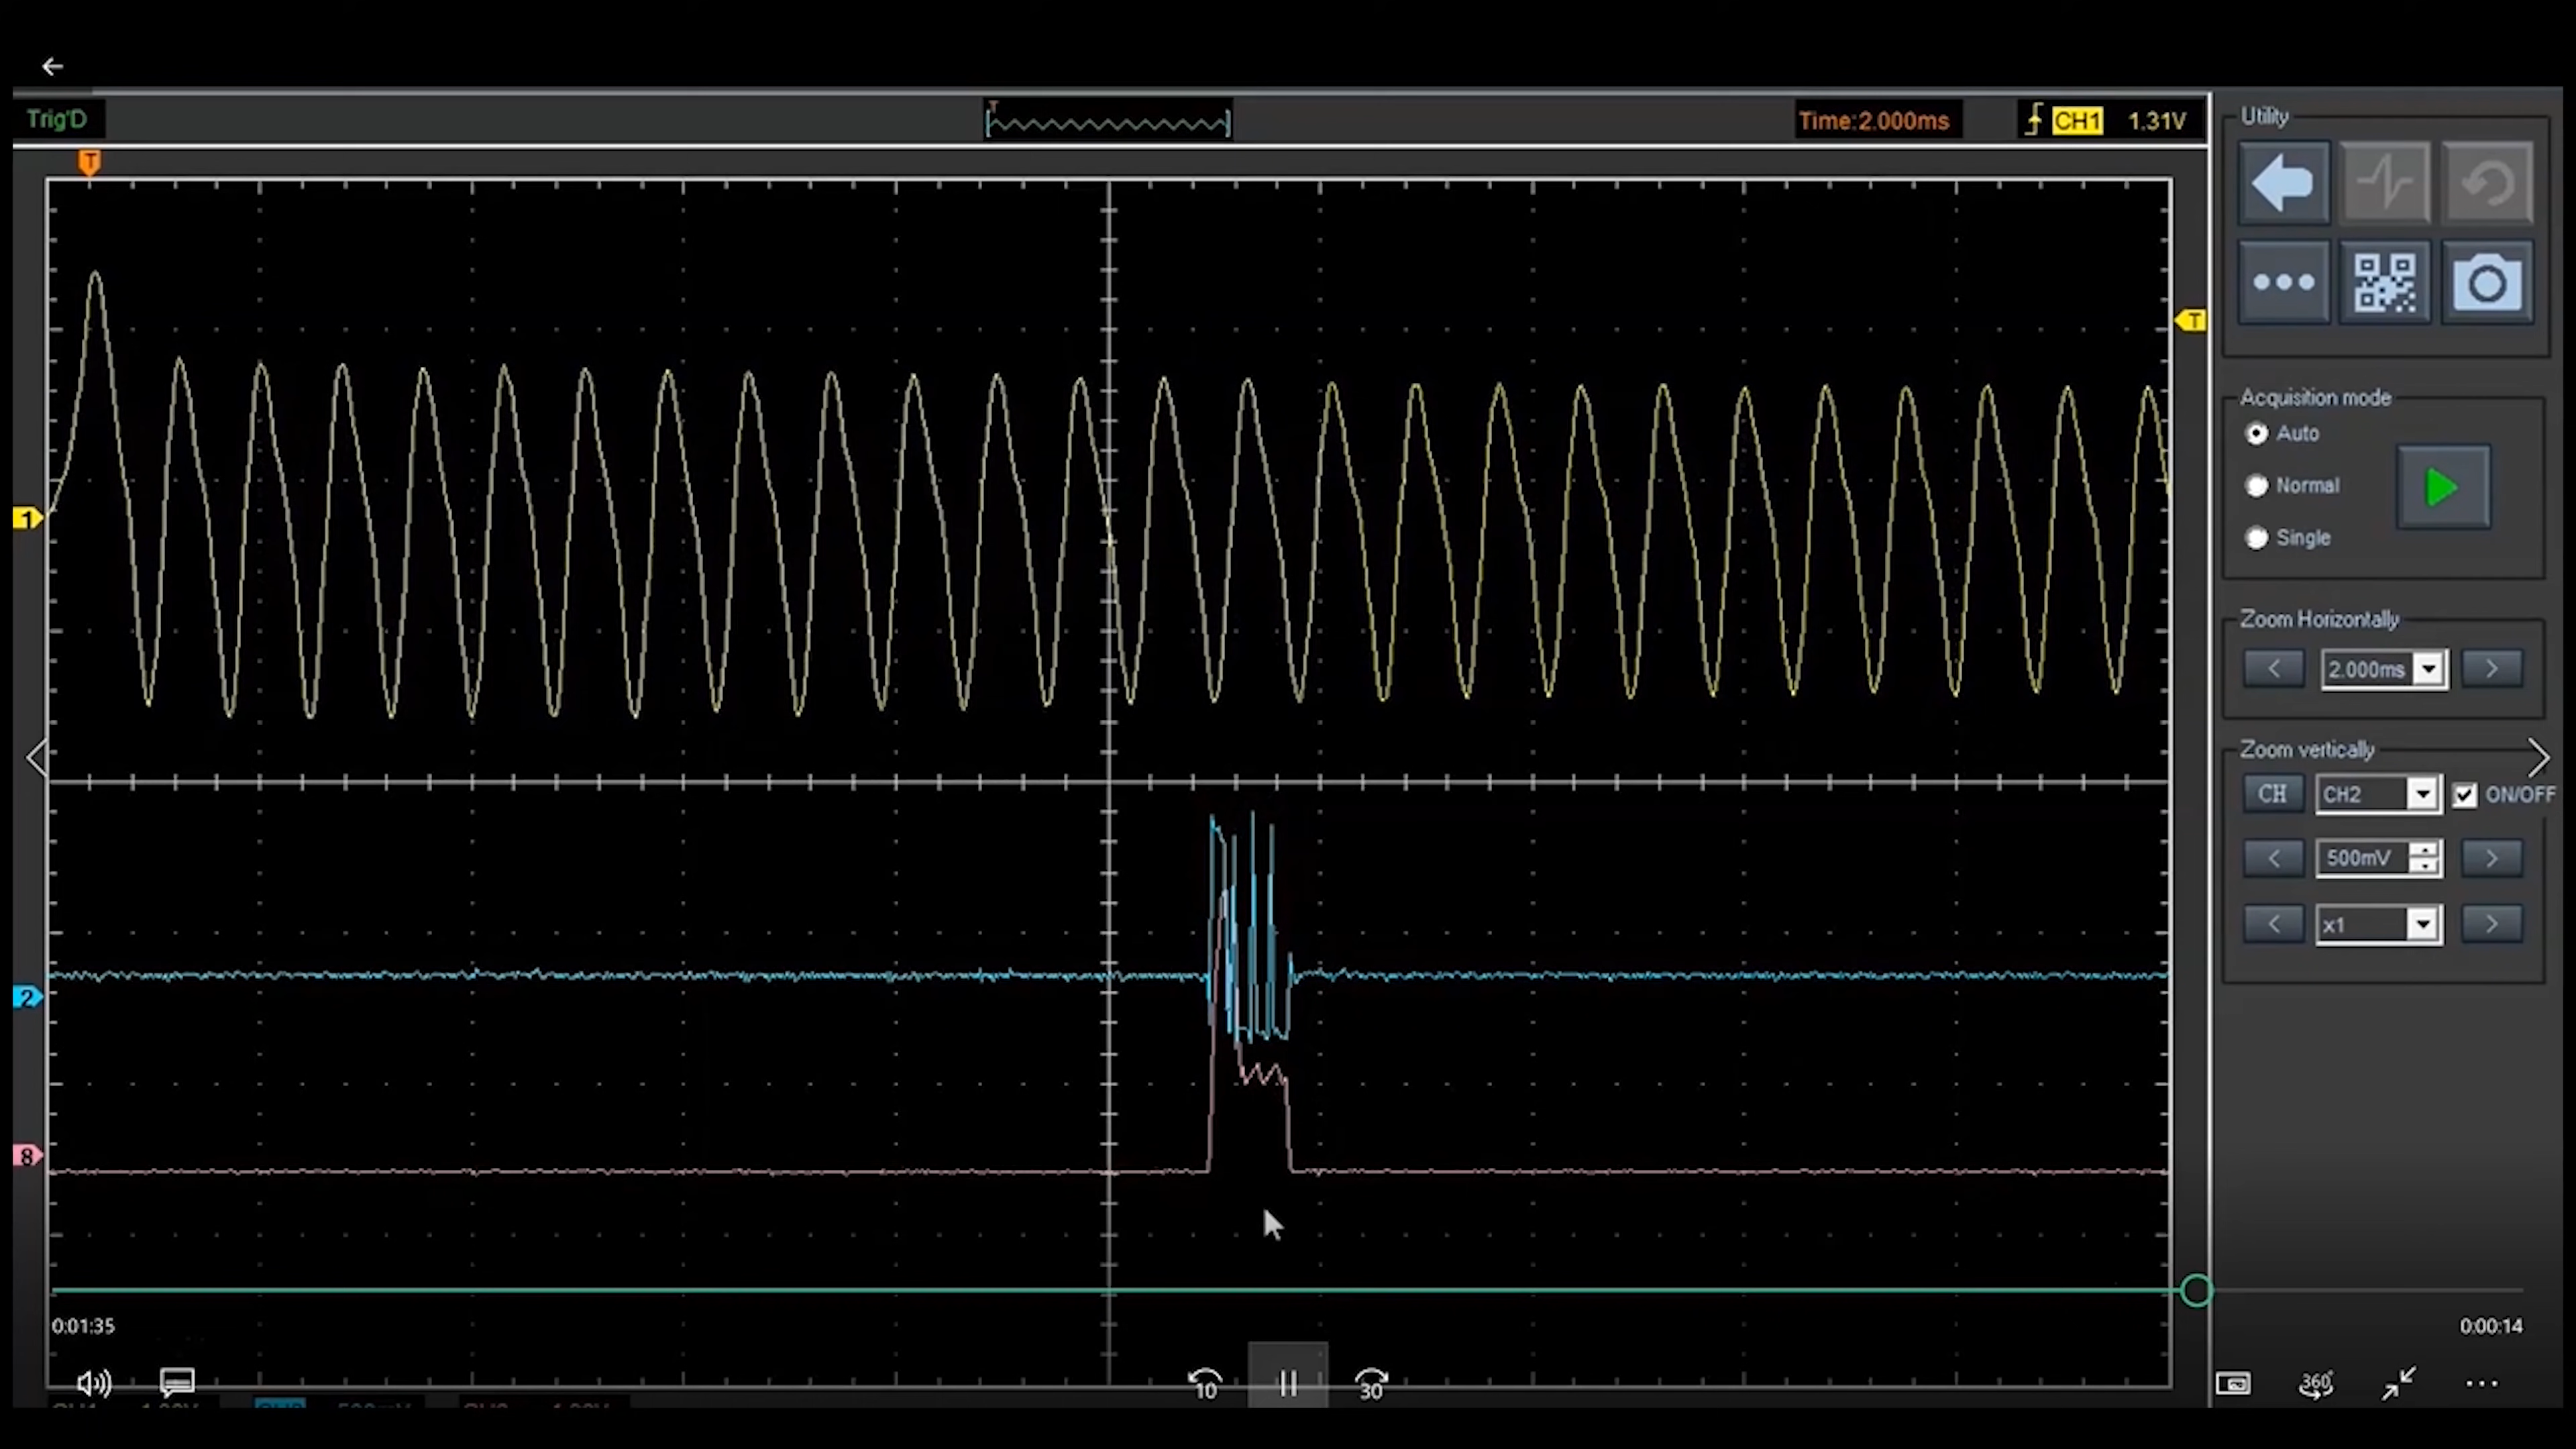 Trig'D
T
Time:2.000ms
CH1 1.31V
T
T
1
2
8
Utility
Acquisition mode
Auto
Normal
Single
Zoom Horizontally
< 2.000ms >
Zoom vertically
CH CH2 ON/OFF
< 500mV >
< x1 >
0:01:35
0:00:14
10
30
360°